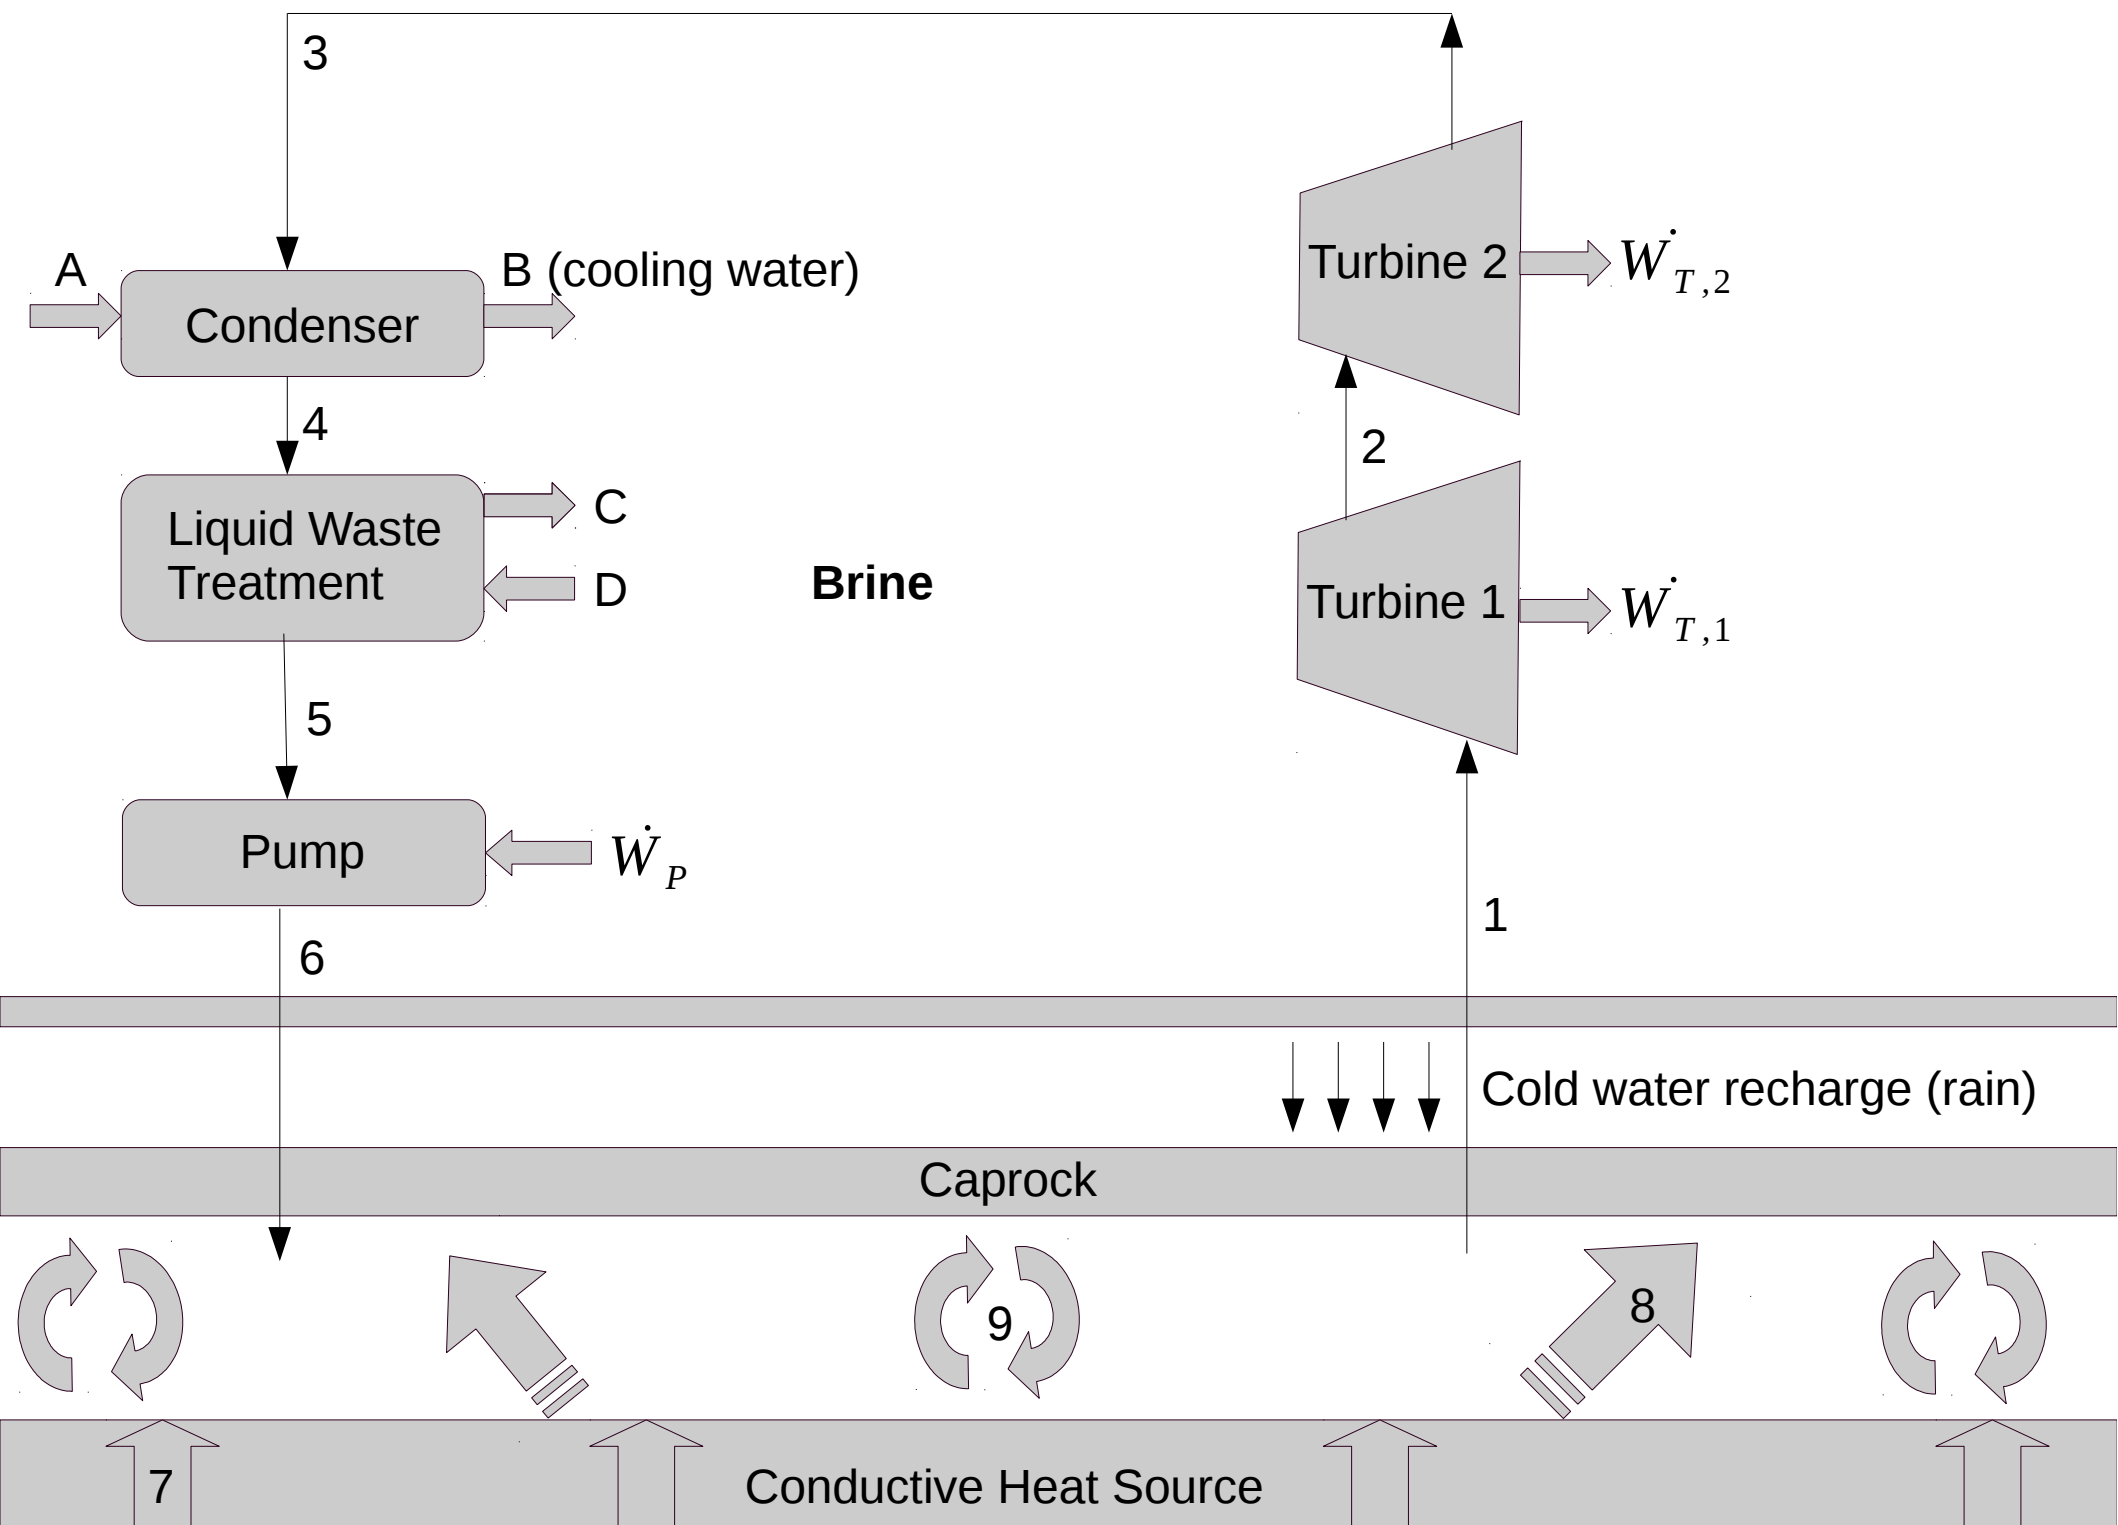 3
A
B (cooling water)
Condenser
Turbine 2
Ẇ T,2
4
2
Liquid Waste
Treatment
C
D
Brine
Turbine 1
Ẇ T,1
5
Pump
Ẇ P
1
6
Cold water recharge (rain)
Caprock
9
8
7
Conductive Heat Source